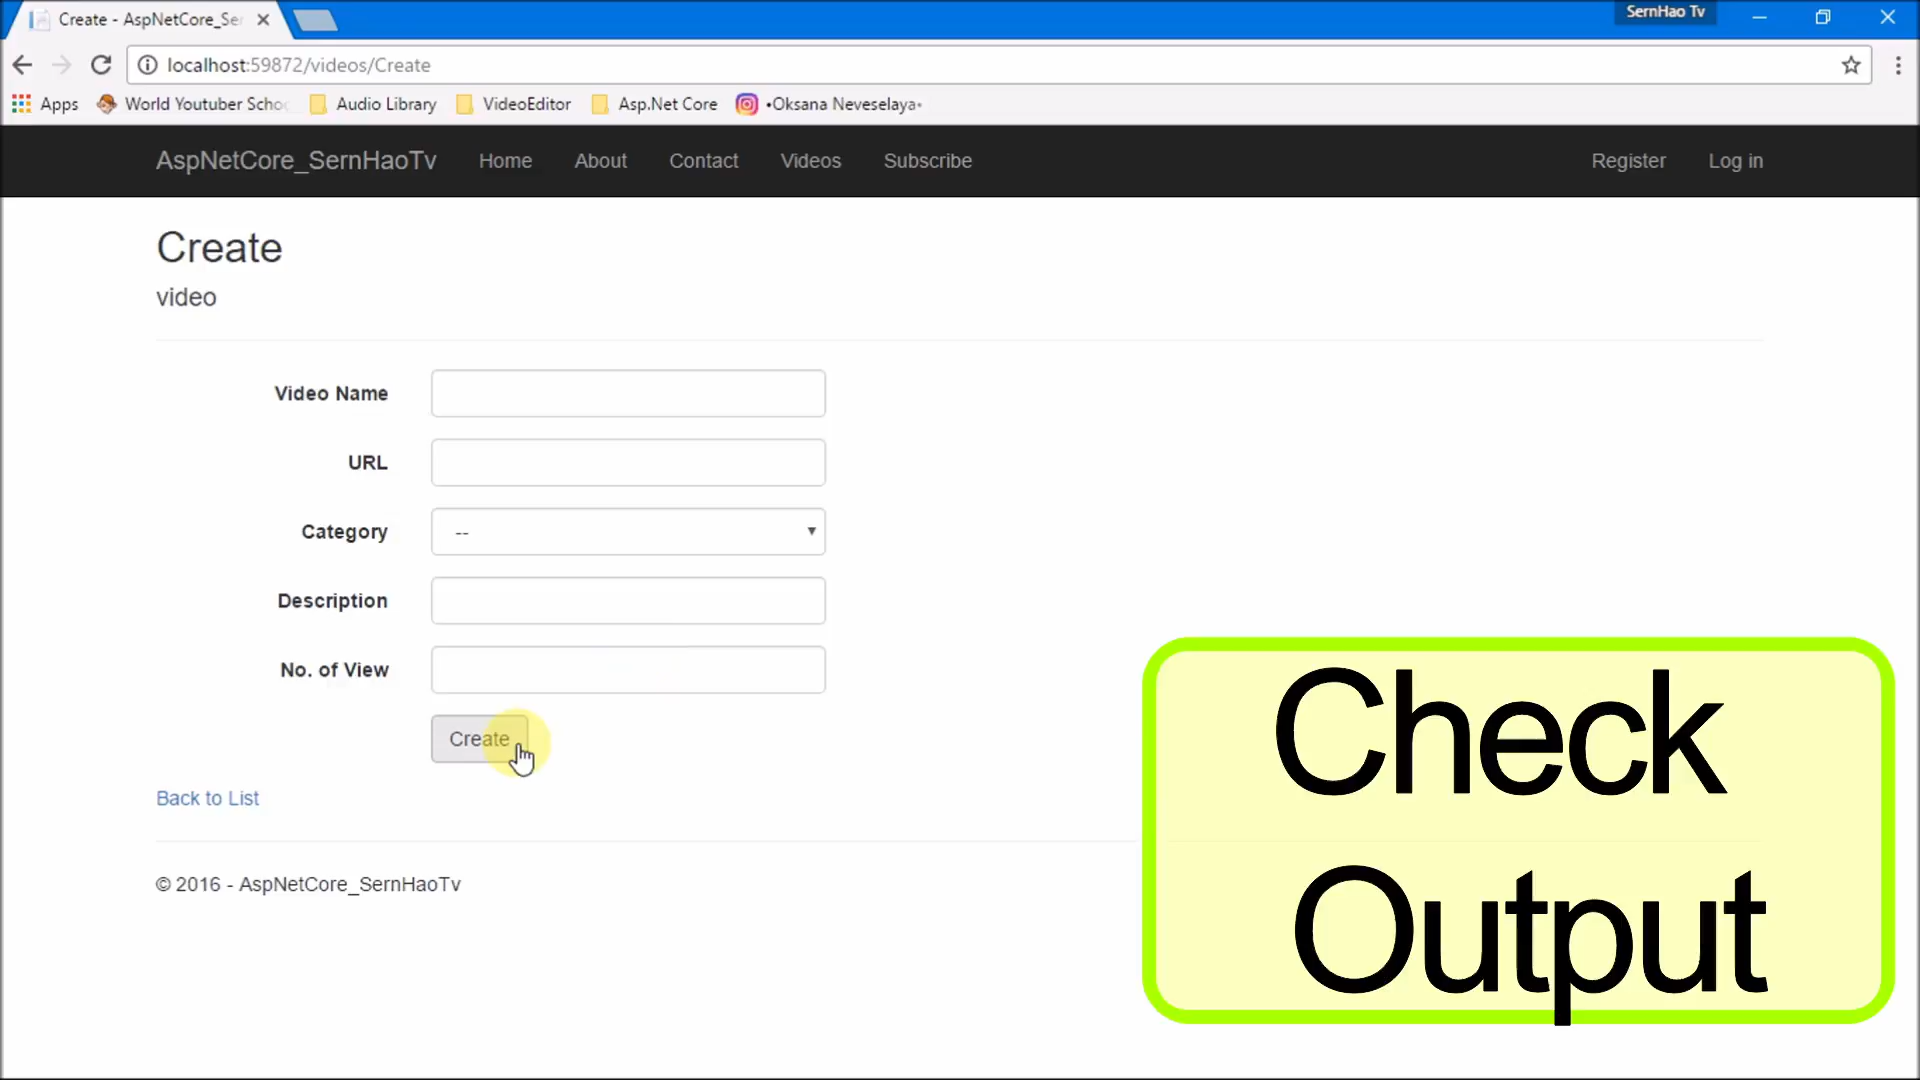 Create - AspNetCore_Ser
SernHao Tv
localhost:59872/videos/Create
Apps World Youtuber Schoo Audio Library VideoEditor Asp.Net Core •Oksana Neveselaya•
AspNetCore_SernHaoTv Home About Contact Videos Subscribe Register Log in
Create
video
Video Name
URL
Category --
Description
No. of View
Create
Back to List
© 2016 - AspNetCore_SernHaoTv
Check
Output